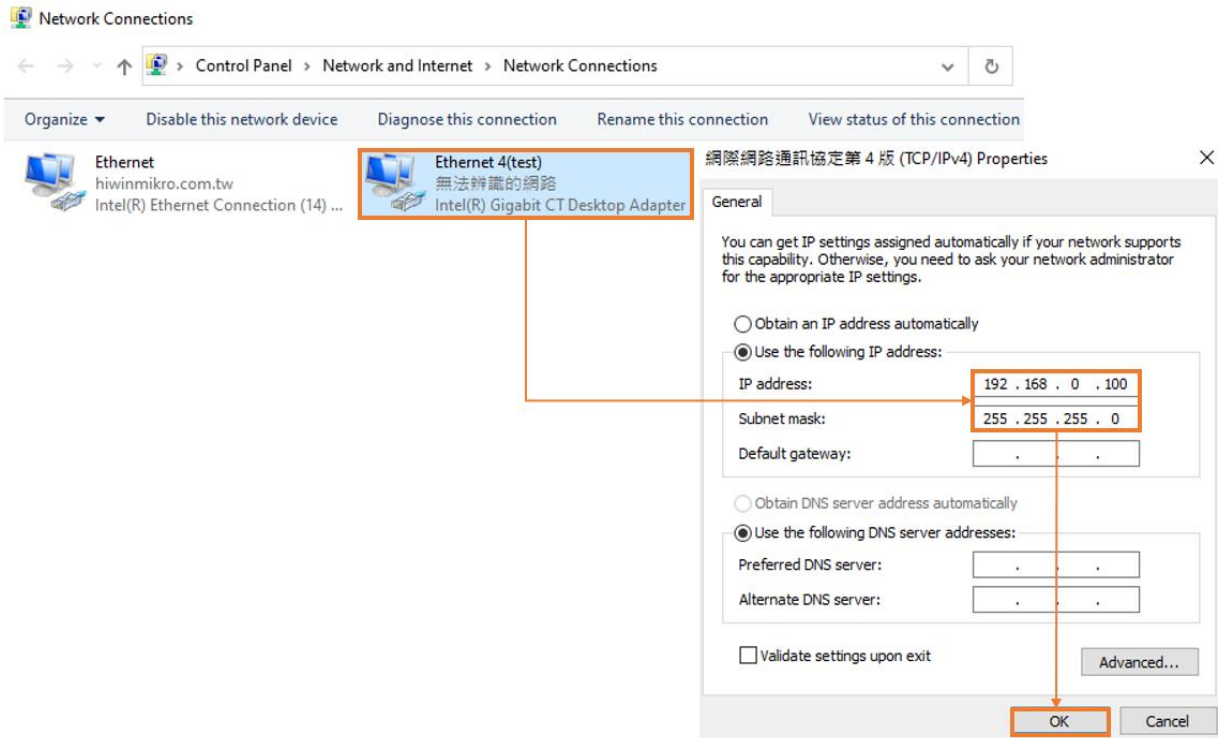 Network Connections
Control Panel > Network and Internet > Network Connections
Organize Disable this network device Diagnose this connection Rename this connection View status of this connection
Ethernet
hiwinmikro.com.tw
Intel(R) Ethernet Connection (14) ...
Ethernet 4(test)
無法辨識的網路
Intel(R) Gigabit CT Desktop Adapter
網際網路通訊協定第 4 版 (TCP/IPv4) Properties
General
You can get IP settings assigned automatically if your network supports
this capability. Otherwise, you need to ask your network administrator
for the appropriate IP settings.
Obtain an IP address automatically
Use the following IP address:
IP address: 192 . 168 . 0 . 100
Subnet mask: 255 . 255 . 255 . 0
Default gateway: . . .
Obtain DNS server address automatically
Use the following DNS server addresses:
Preferred DNS server: . . .
Alternate DNS server: . . .
Validate settings upon exit
Advanced...
OK Cancel